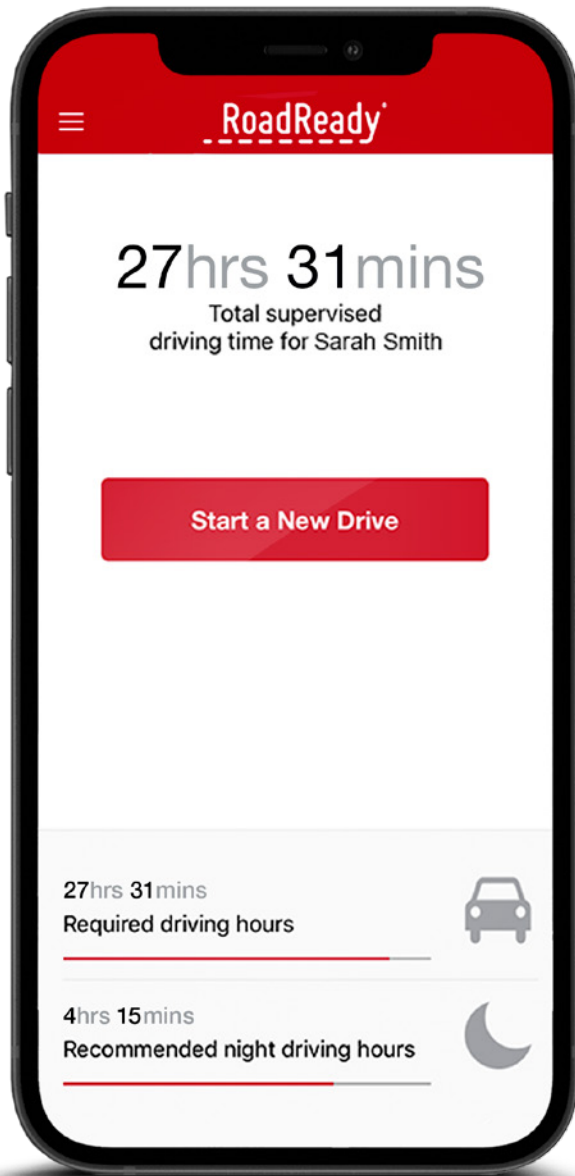 RoadReady
27hrs 31mins
Total supervised
driving time for Sarah Smith
Start a New Drive
27hrs 31mins
Required driving hours
4hrs 15mins
Recommended night driving hours